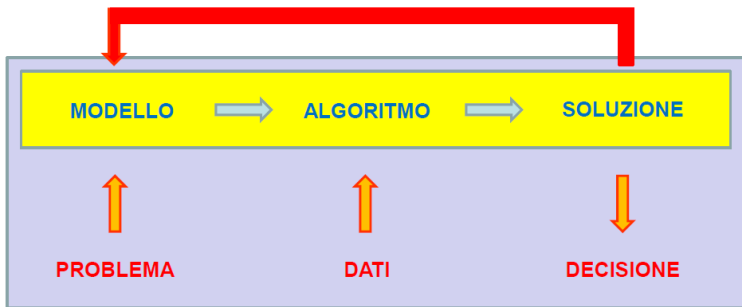 MODELLO ALGORITMO SOLUZIONE
PROBLEMA DATI DECISIONE